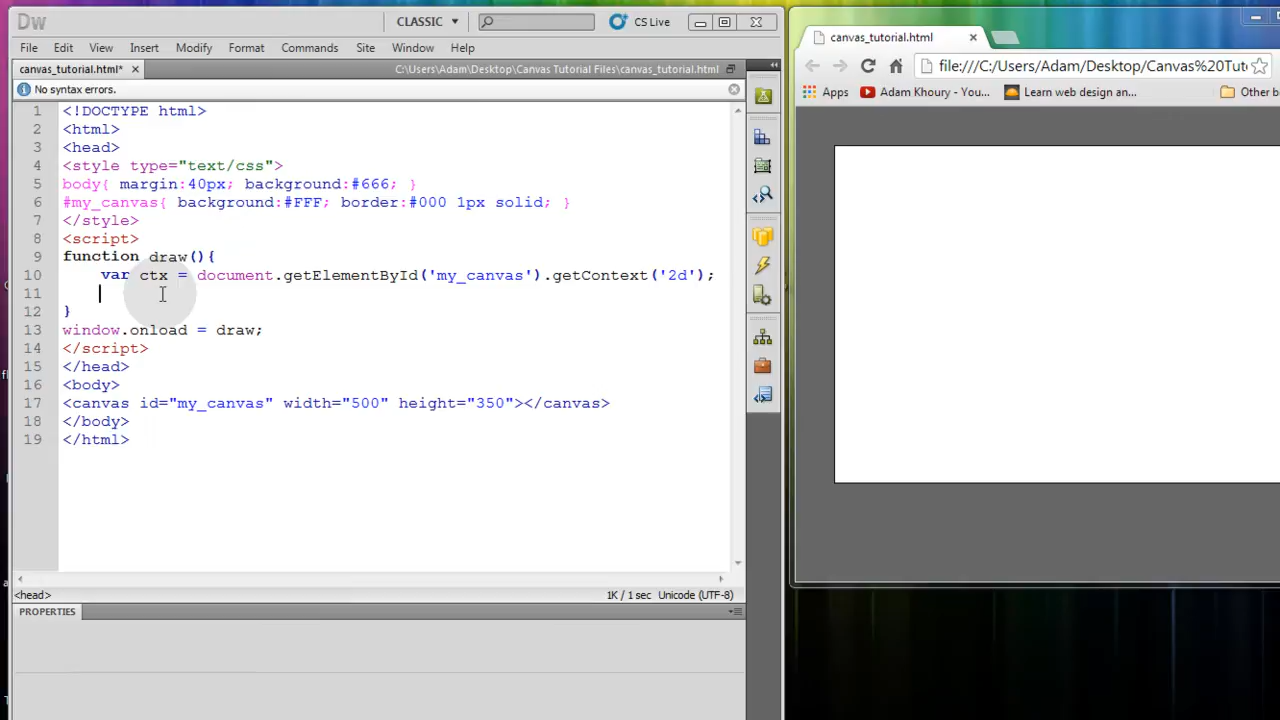 Dw
CLASSIC
CS Live
File Edit View Insert Modify Format Commands Site Window Help
canvas_tutorial.html*
C:\Users\Adam\Desktop\Canvas Tutorial Files\canvas_tutorial.html
No syntax errors.
1 <!DOCTYPE html>
2 <html>
3 <head>
4 <style type="text/css">
5 body{ margin:40px; background:#666; }
6 #my_canvas{ background:#FFF; border:#000 1px solid; }
7 </style>
8 <script>
9 function draw(){
10 var ctx = document.getElementById('my_canvas').getContext('2d');
11
12 }
13 window.onload = draw;
14 </script>
15 </head>
16 <body>
17 <canvas id="my_canvas" width="500" height="350"></canvas>
18 </body>
19 </html>
<head>
1K / 1 sec Unicode (UTF-8)
PROPERTIES
canvas_tutorial.html
file:///C:/Users/Adam/Desktop/Canvas%20Tut
Apps Adam Khoury - You... Learn web design an... Other b